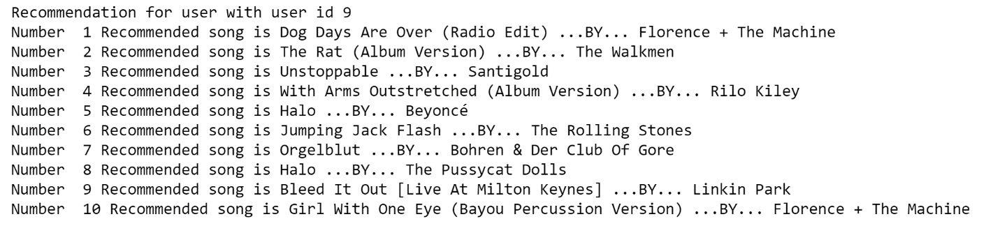 Recommendation for user with user id 9
Number  1 Recommended song is Dog Days Are Over (Radio Edit) ...BY... Florence + The Machine
Number  2 Recommended song is The Rat (Album Version) ...BY... The Walkmen
Number  3 Recommended song is Unstoppable ...BY... Santigold
Number  4 Recommended song is With Arms Outstretched (Album Version) ...BY... Rilo Kiley
Number  5 Recommended song is Halo ...BY... Beyoncé
Number  6 Recommended song is Jumping Jack Flash ...BY... The Rolling Stones
Number  7 Recommended song is Orgelblut ...BY... Bohren & Der Club Of Gore
Number  8 Recommended song is Halo ...BY... The Pussycat Dolls
Number  9 Recommended song is Bleed It Out [Live At Milton Keynes] ...BY... Linkin Park
Number  10 Recommended song is Girl With One Eye (Bayou Percussion Version) ...BY... Florence + The Machine